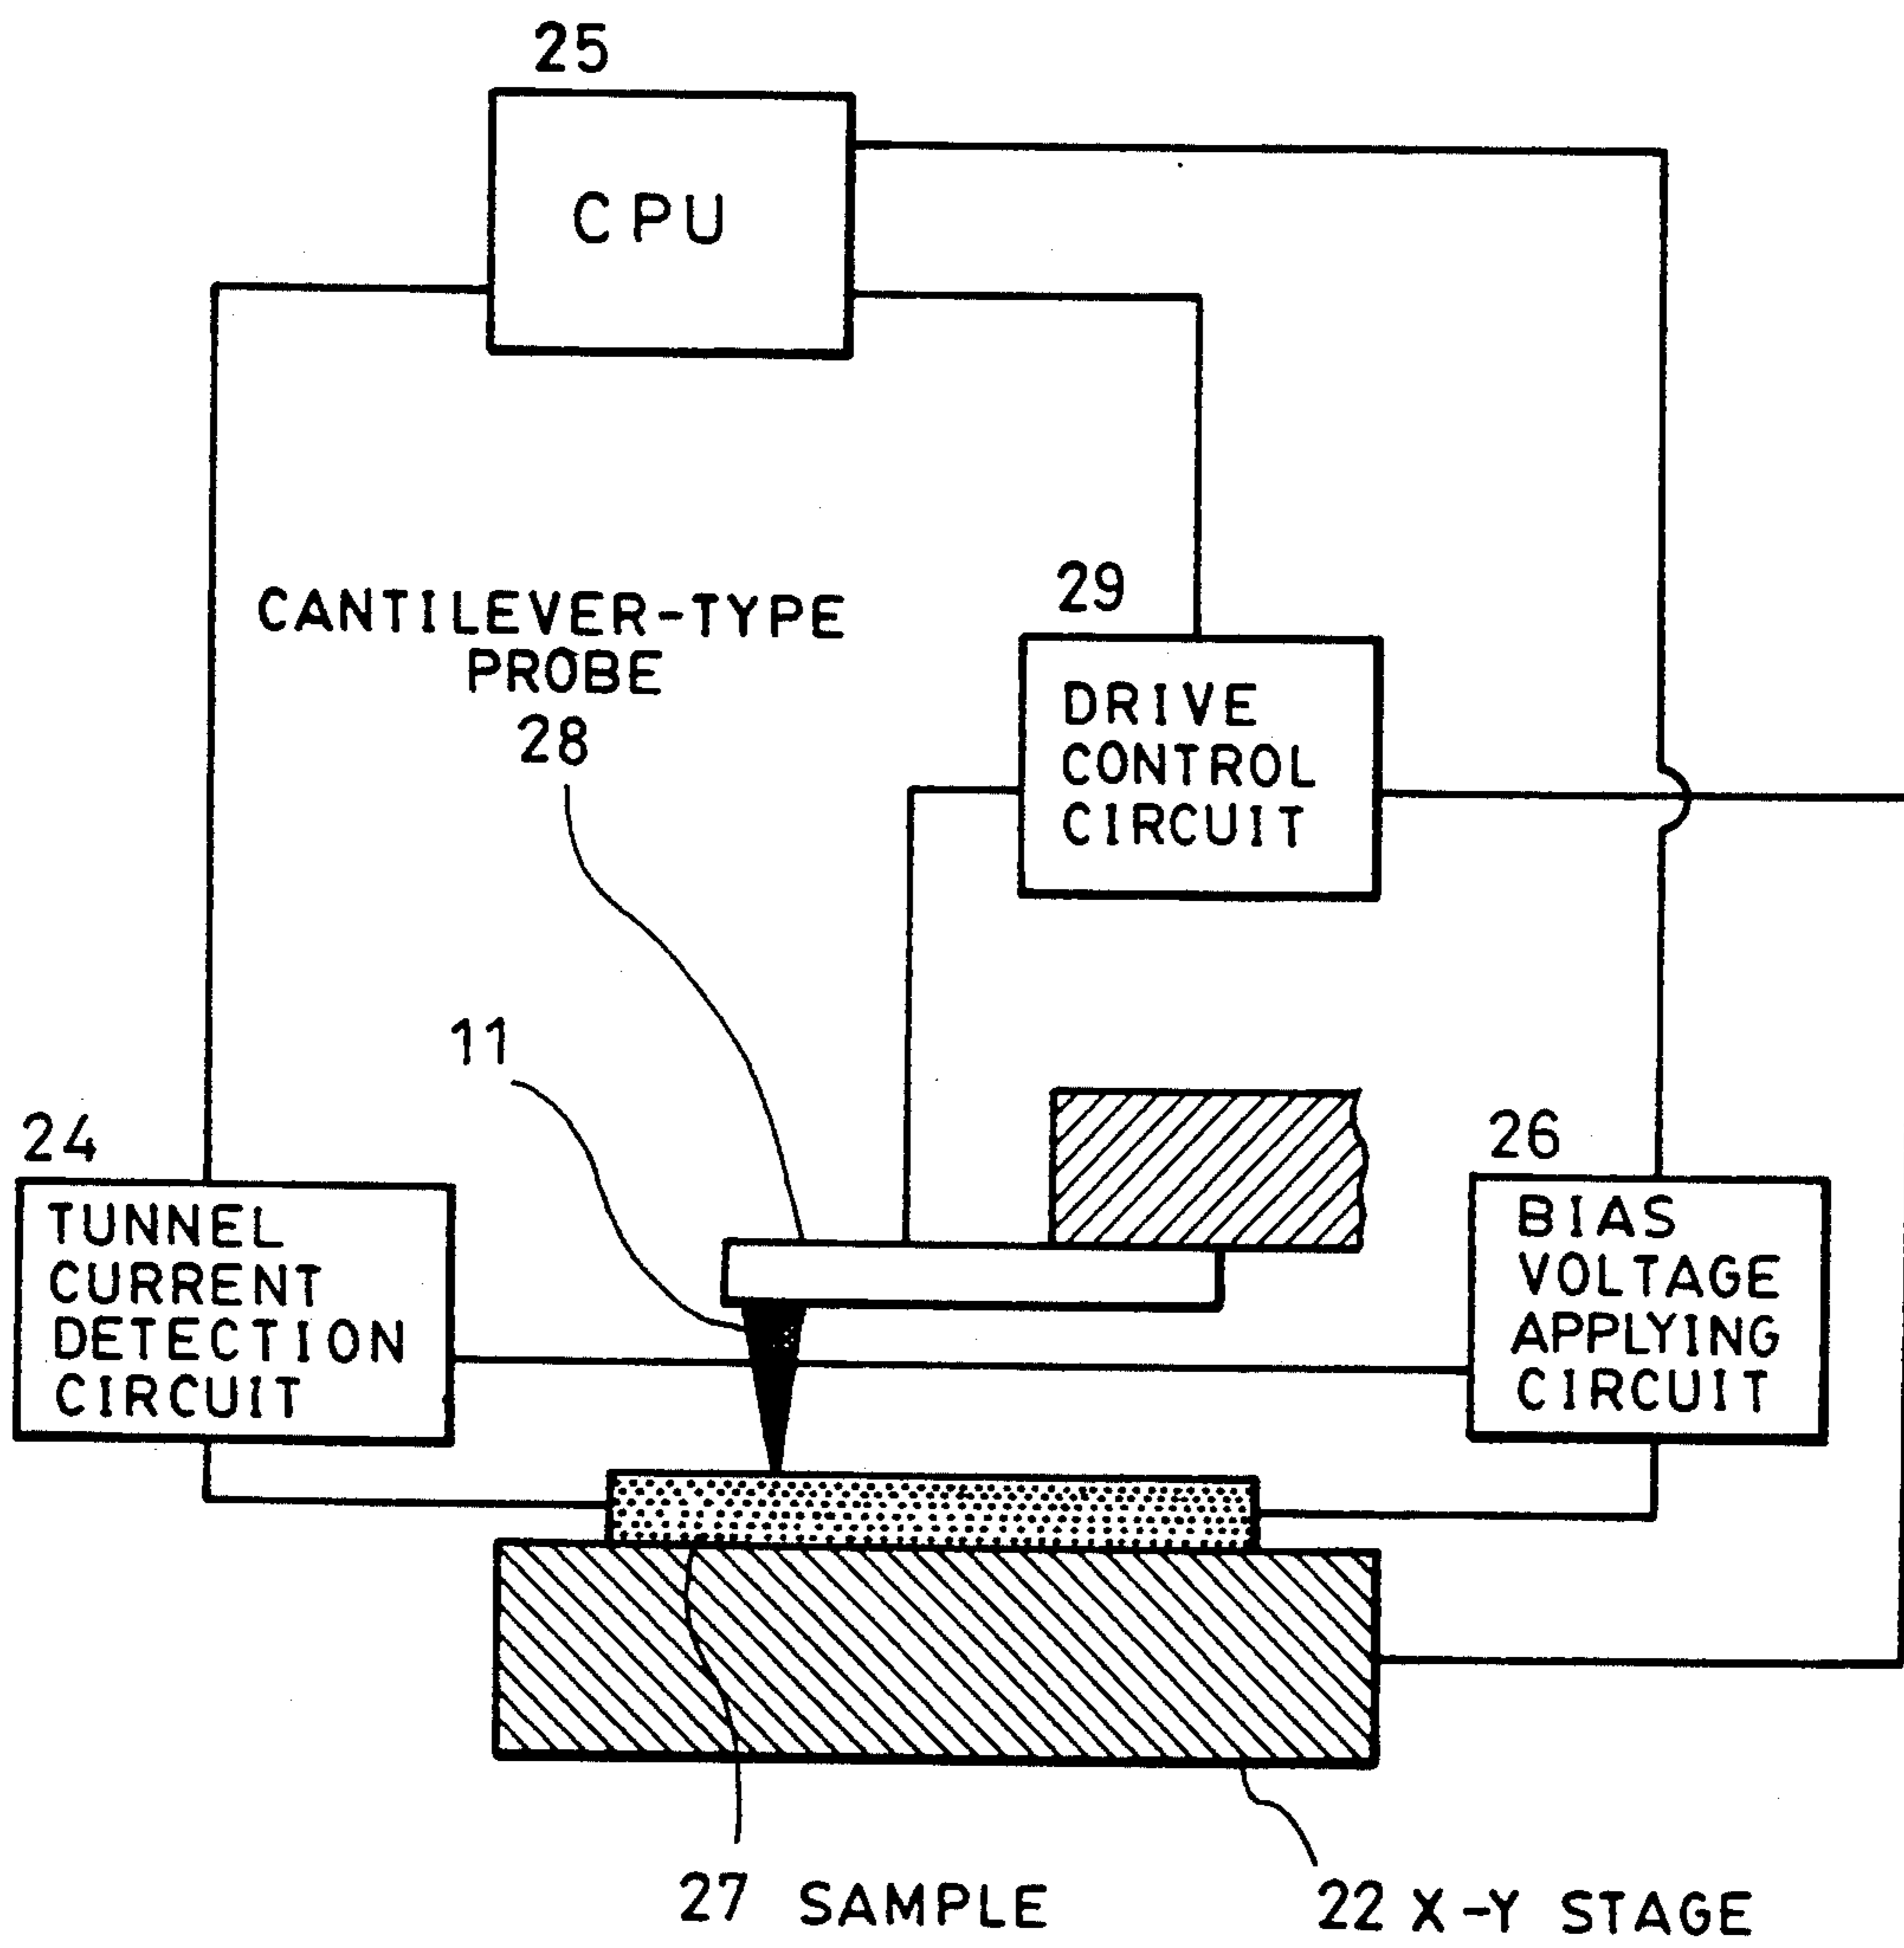 25
CPU
CANTILEVER-TYPE
PROBE
28
29
DRIVE
CONTROL
CIRCUIT
11
24
TUNNEL
CURRENT
DETECTION
CIRCUIT
26
BIAS
VOLTAGE
APPLYING
CIRCUIT
27 SAMPLE
22 X-Y STAGE